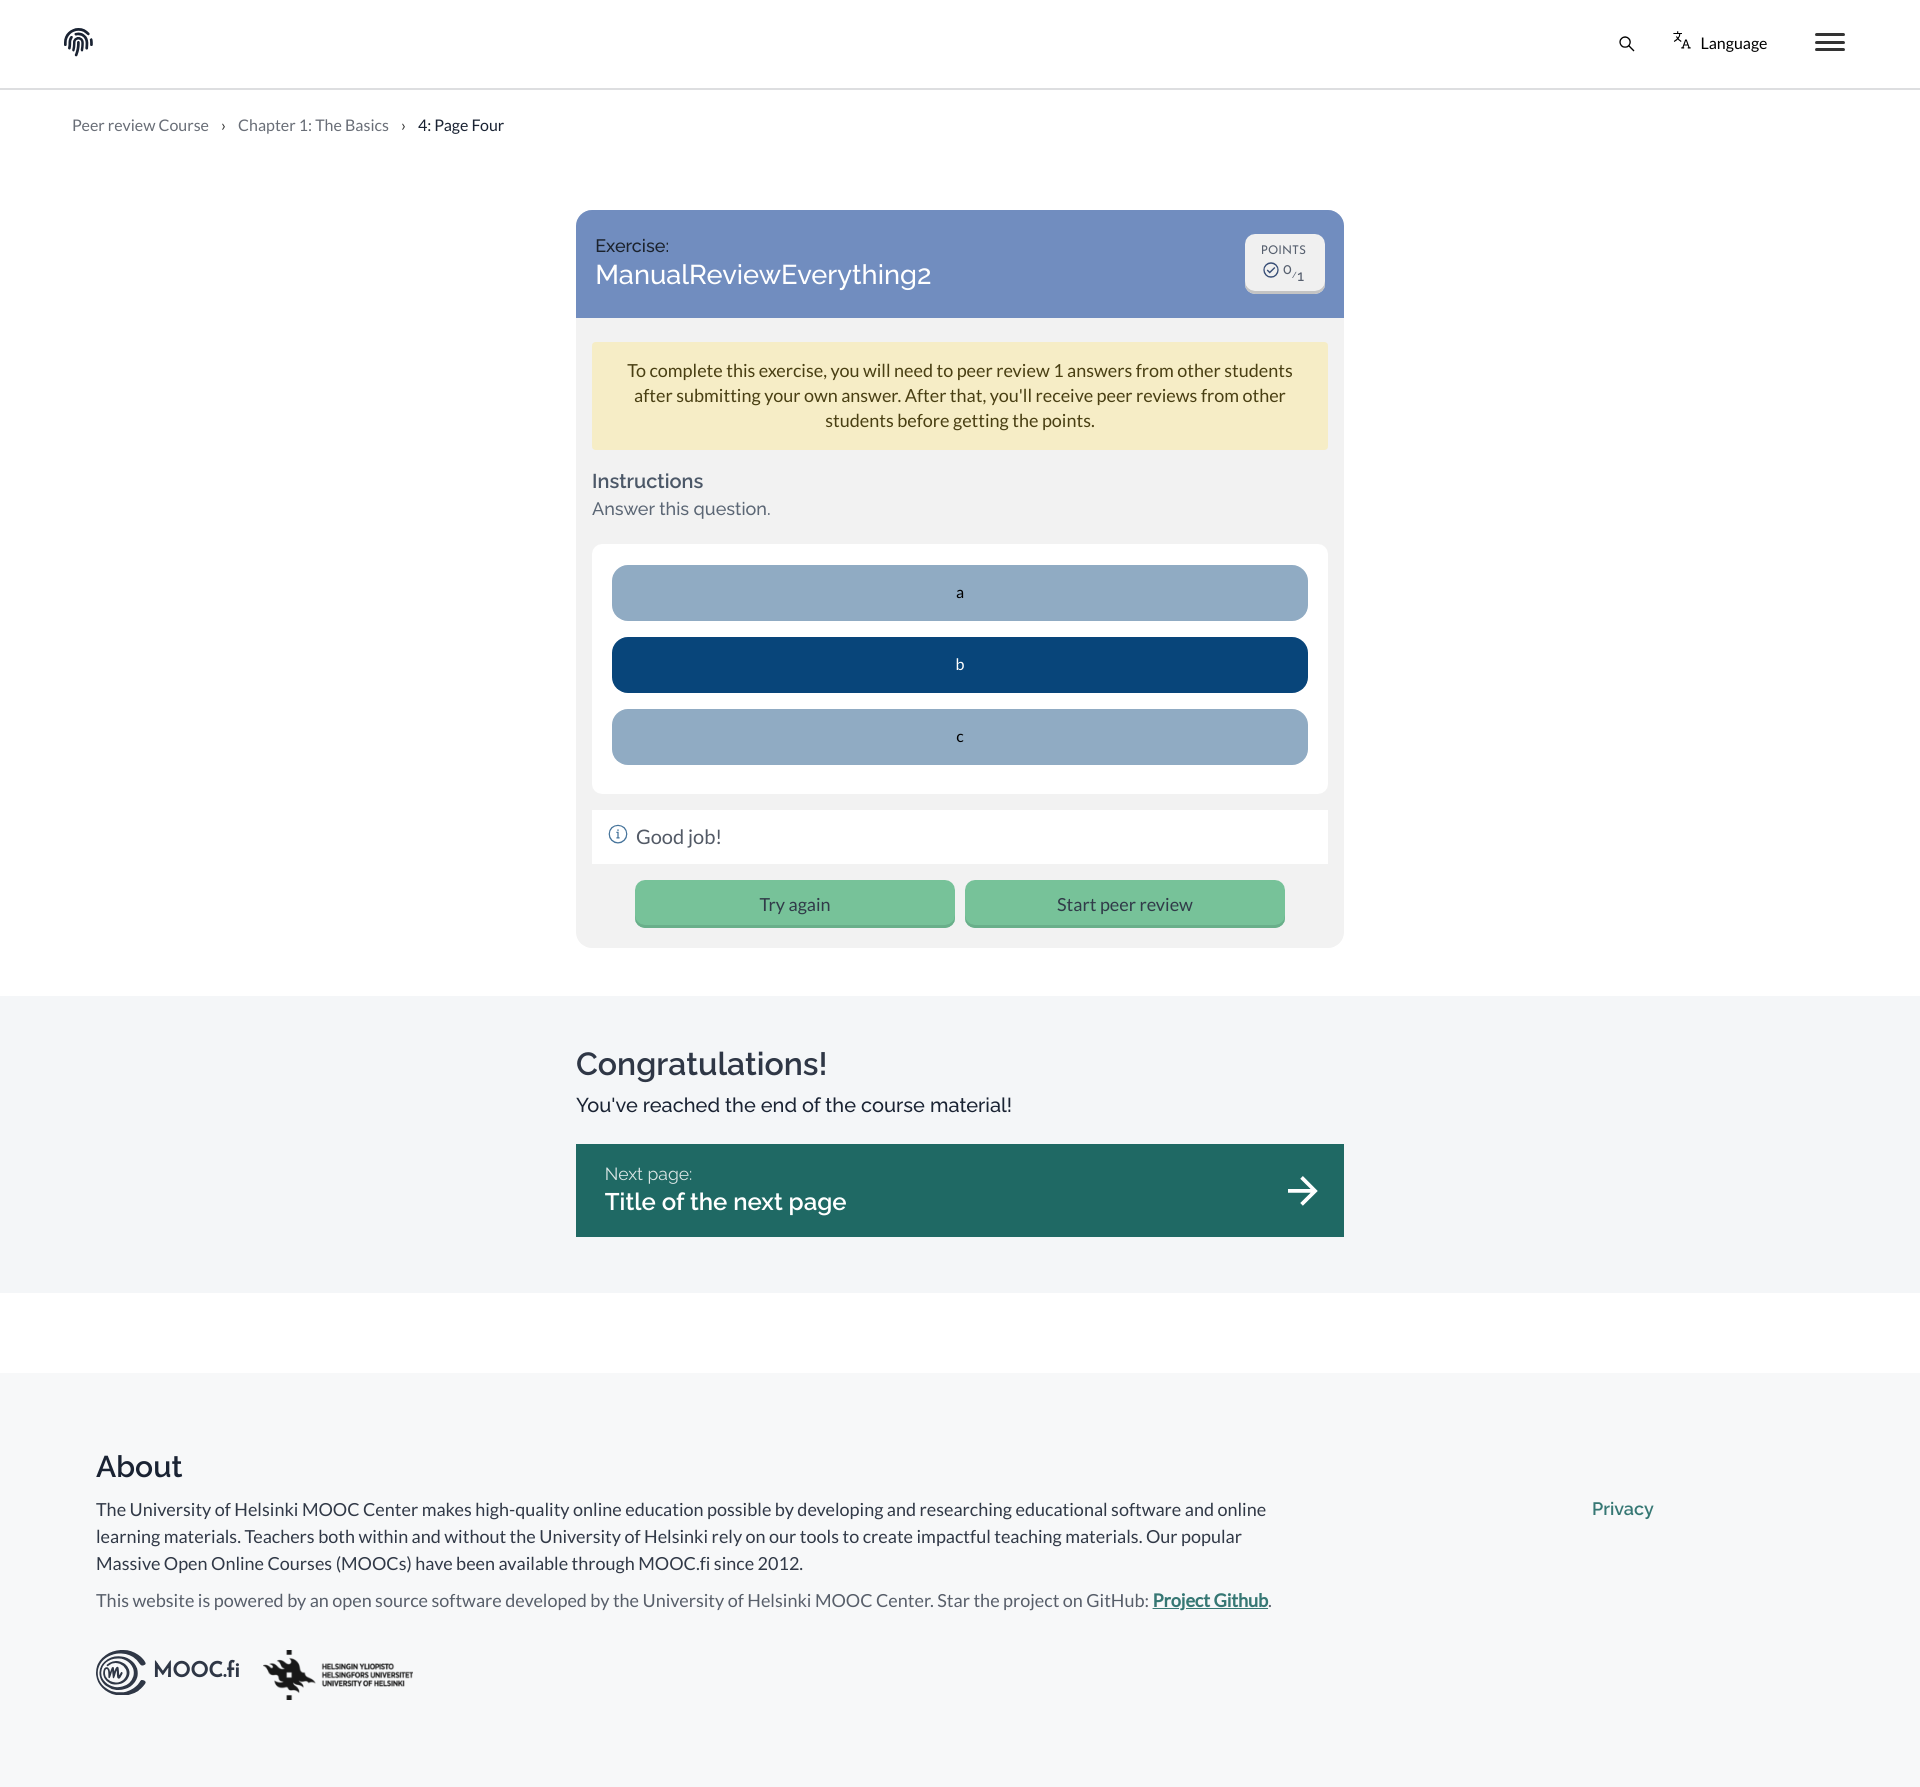 Language
Peer review Course › Chapter 1: The Basics › 4: Page Four
Exercise:
ManualReviewEverything2
POINTS
0/1
To complete this exercise, you will need to peer review 1 answers from other students
after submitting your own answer. After that, you'll receive peer reviews from other
students before getting the points.
Instructions
Answer this question.
a
b
c
Good job!
Try again
Start peer review
Congratulations!
You've reached the end of the course material!
Next page:
Title of the next page
About
The University of Helsinki MOOC Center makes high-quality online education possible by developing and researching educational software and online
learning materials. Teachers both within and without the University of Helsinki rely on our tools to create impactful teaching materials. Our popular
Massive Open Online Courses (MOOCs) have been available through MOOC.fi since 2012.
This website is powered by an open source software developed by the University of Helsinki MOOC Center. Star the project on GitHub: Project Github.
Privacy
MOOC.fi
HELSINGIN YLIOPISTO
HELSINGFORS UNIVERSITET
UNIVERSITY OF HELSINKI